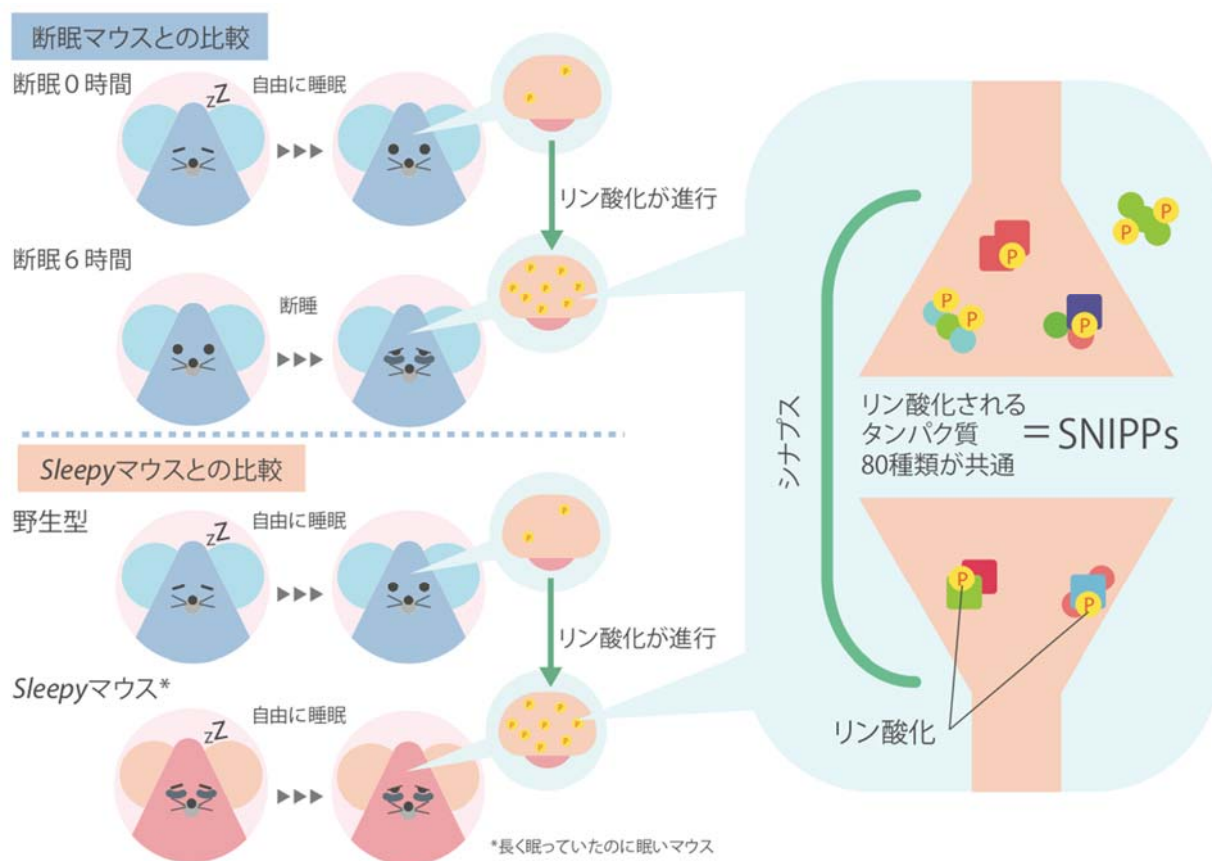 断眠マウスとの比較
断眠0時間
zZ
自由に睡眠
P
P
リン酸化が進行
断眠6時間
断睡
P
P
P
P
P
P
P
P
P
Sleepyマウスとの比較
野生型
zZ
自由に睡眠
P
P
リン酸化が進行
Sleepyマウス*
zZ
自由に睡眠
P
P
P
P
P
P
P
P
P
*長く眠っていたのに眠いマウス
シナプス
P
P
P
P
P
P
リン酸化される
タンパク質
80種類が共通
= SNIPPs
P
P
リン酸化